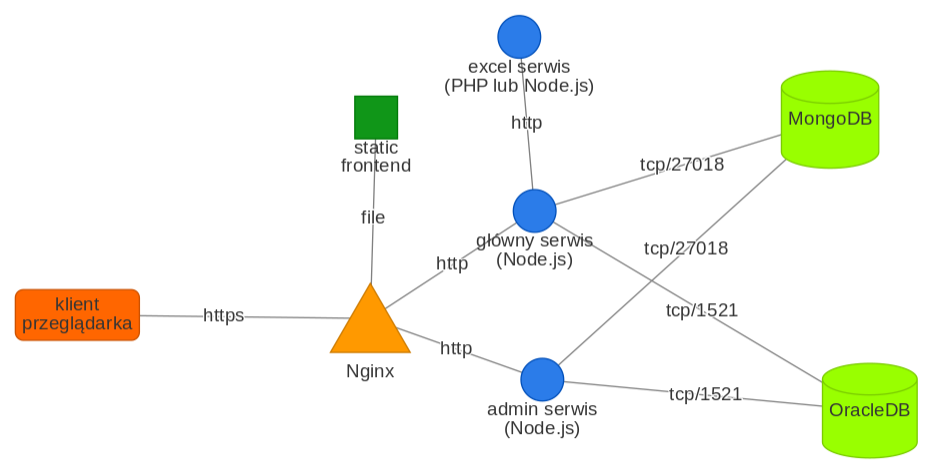 excel serwis
(PHP lub Node.js)
http
MongoDB
static
frontend
tcp/27018
file
główny serwis
(Node.js)
http
tcp/27018
klient
przeglądarka
https
tcp/1521
Nginx
http
admin serwis
(Node.js)
tcp/1521
OracleDB